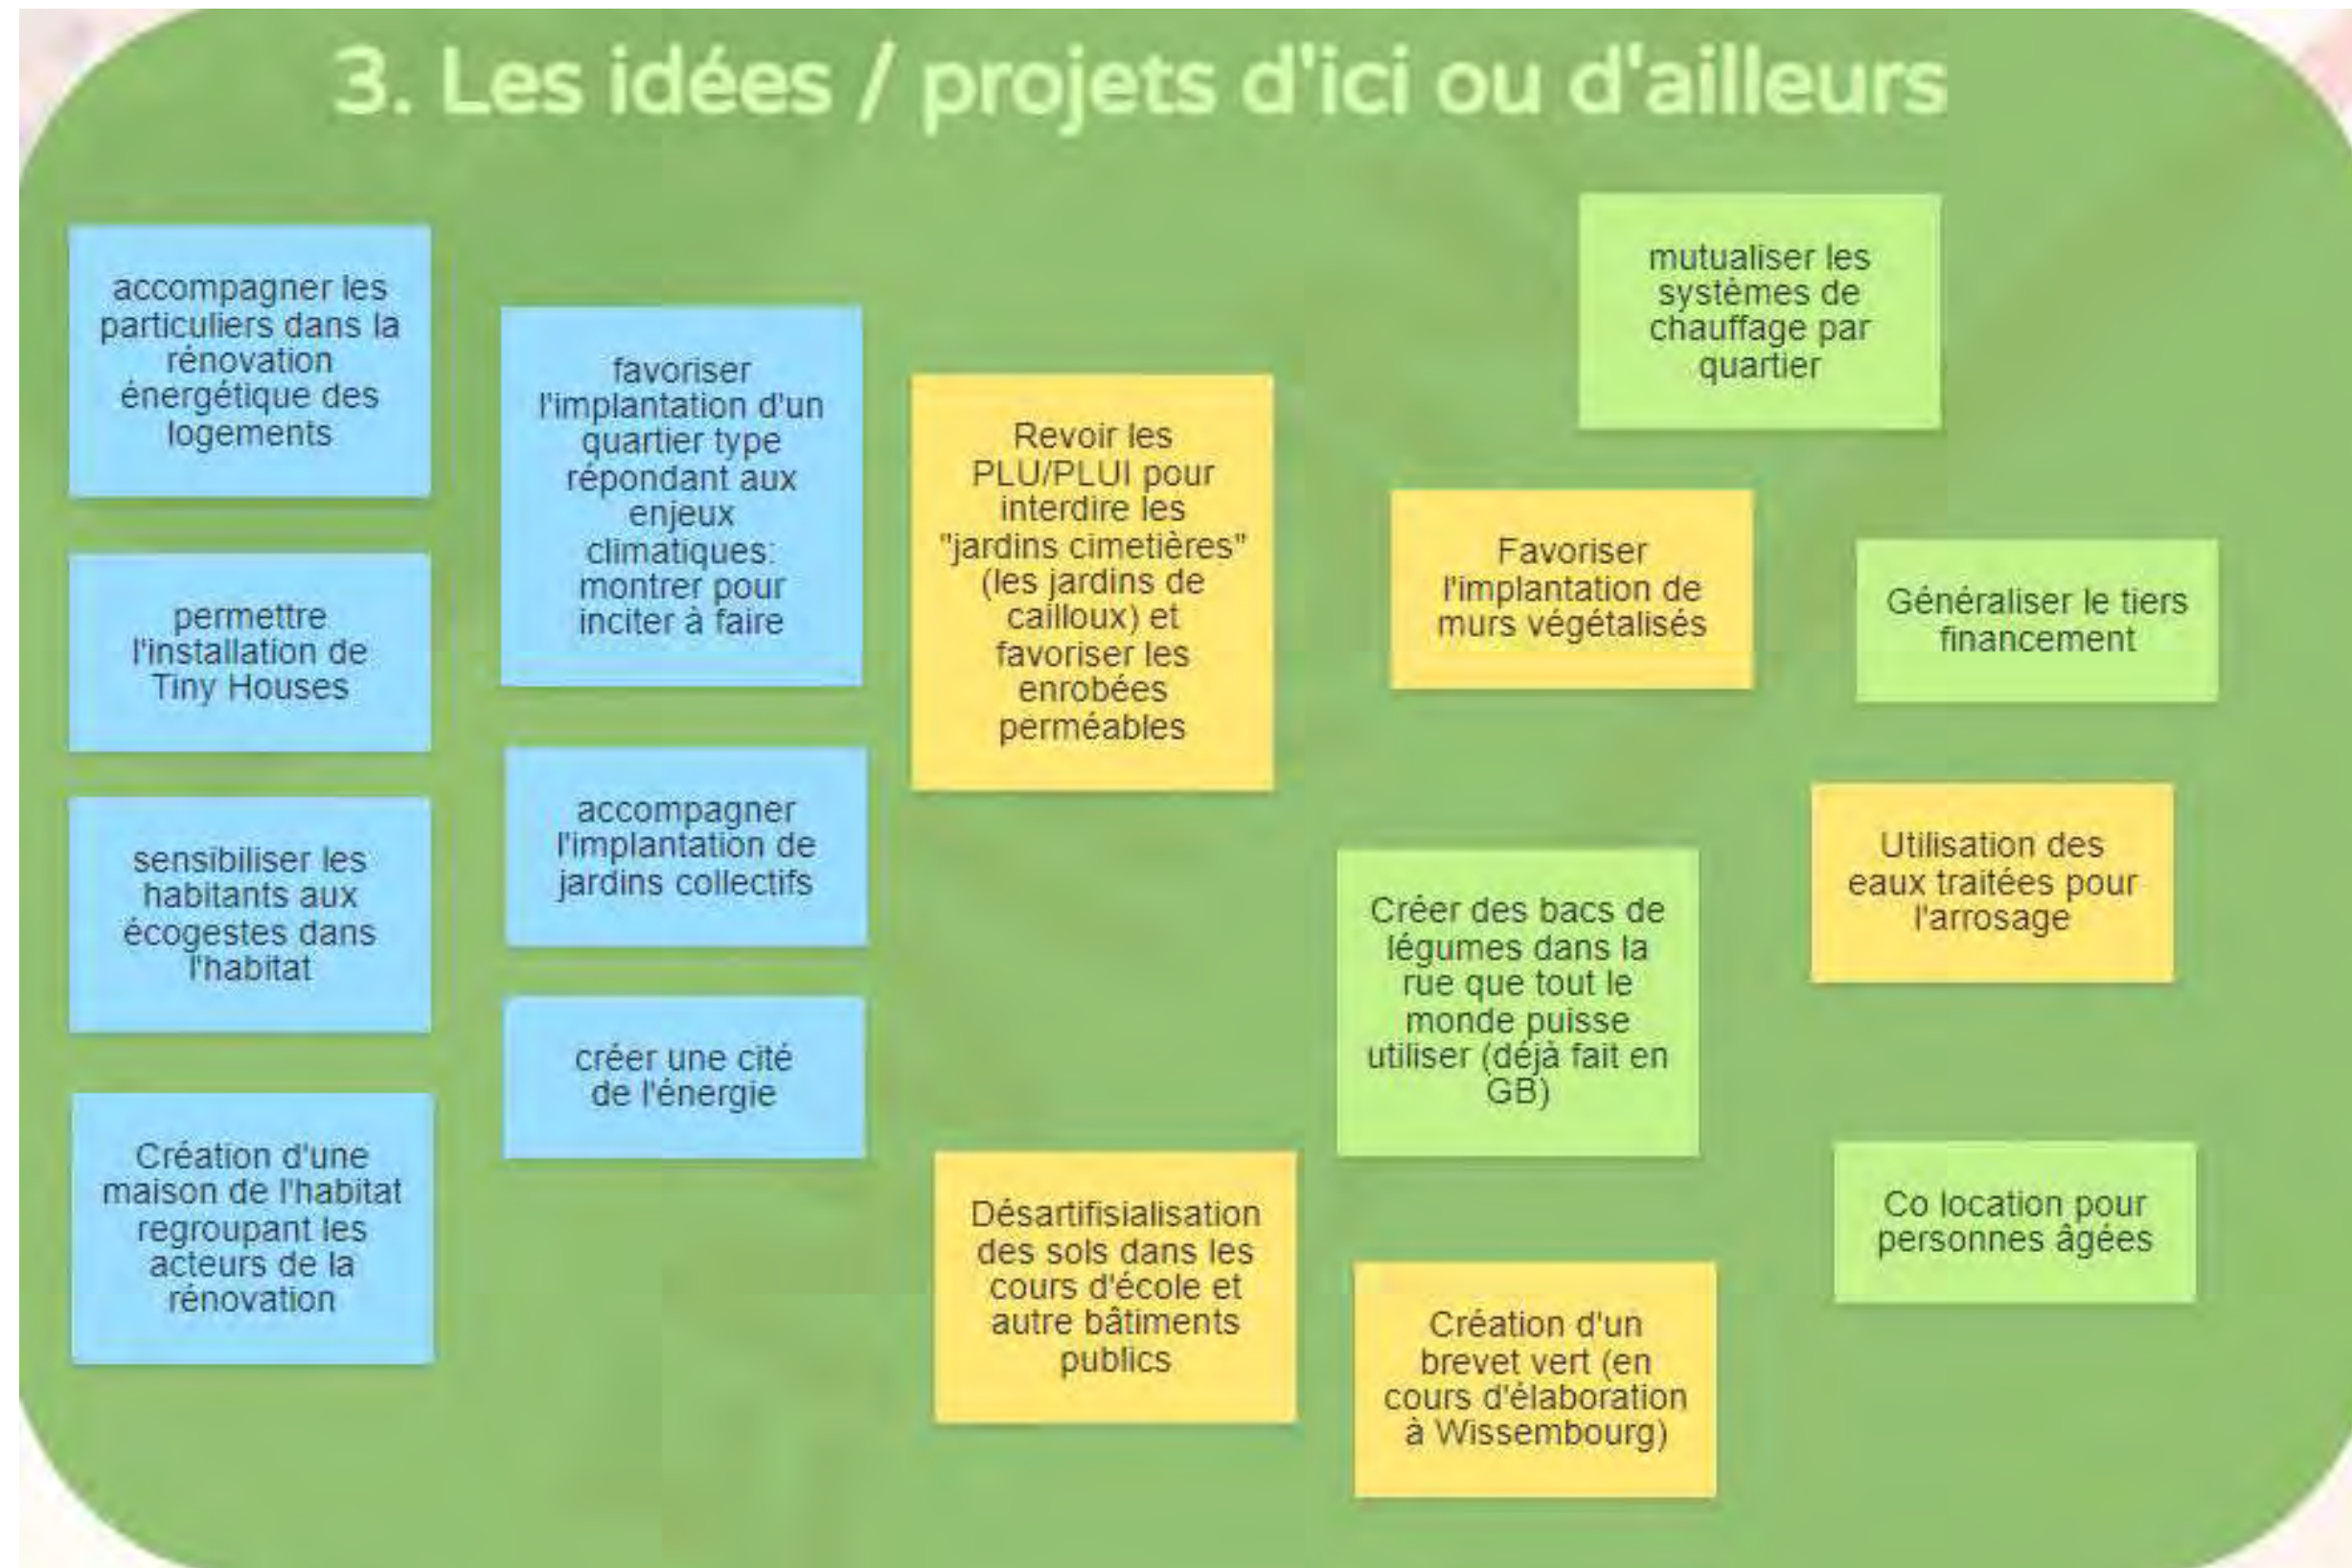 3. Les idées / projets d'ici ou d'ailleurs
accompagner les
particuliers dans la
rénovation
énergétique des
logements
permettre
l'installation de
Tiny Houses
sensibiliser les
habitants aux
écogestes dans
l'habitat
Création d'une
maison de l'habitat
regroupant les
acteurs de la
rénovation
favoriser
l'implantation d'un
quartier type
répondant aux
enjeux
climatiques:
montrer pour
inciter à faire
accompagner
l'implantation de
jardins collectifs
créer une cité
de l'énergie
Revoir les
PLU/PLUI pour
interdire les
"jardins cimetières"
(les jardins de
cailloux) et
favoriser les
enrobées
perméables
Désartifisialisation
des sols dans les
cours d'école et
autre bâtiments
publics
mutualiser les
systèmes de
chauffage par
quartier
Favoriser
l'implantation de
murs végétalisés
Généraliser le tiers
financement
Utilisation des
eaux traitées pour
l'arrosage
Créer des bacs de
légumes dans la
rue que tout le
monde puisse
utiliser (déjà fait en
GB)
Co location pour
personnes âgées
Création d'un
brevet vert (en
cours d'élaboration
à Wissembourg)